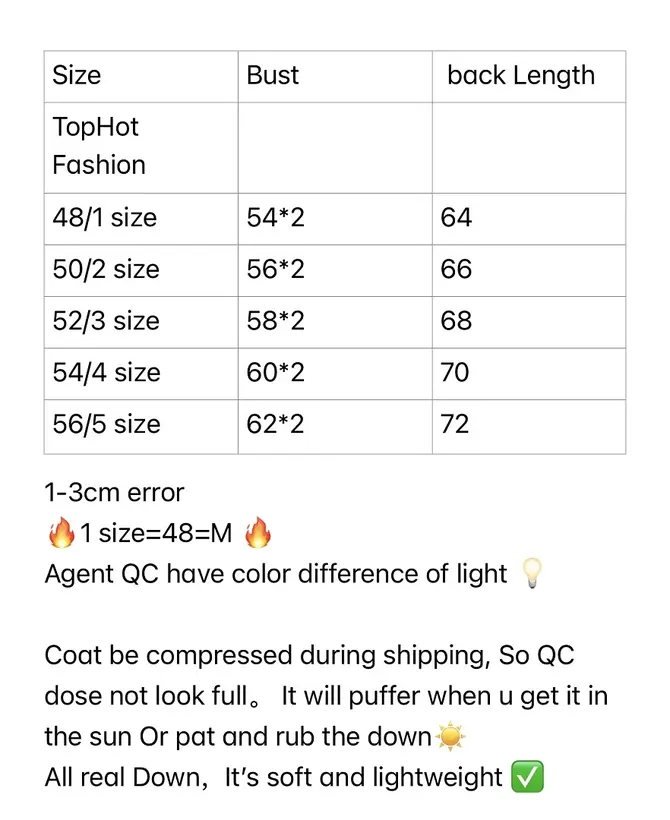 Size Bust back Length
TopHot
Fashion
48/1 size 54*2 64
50/2 size 56*2 66
52/3 size 58*2 68
54/4 size 60*2 70
56/5 size 62*2 72
1-3cm error
🔥1 size=48=M 🔥
Agent QC have color difference of light 💡
Coat be compressed during shipping, So QC
dose not look full。 It will puffer when u get it in
the sun Or pat and rub the down☀️
All real Down，It’s soft and lightweight ✅